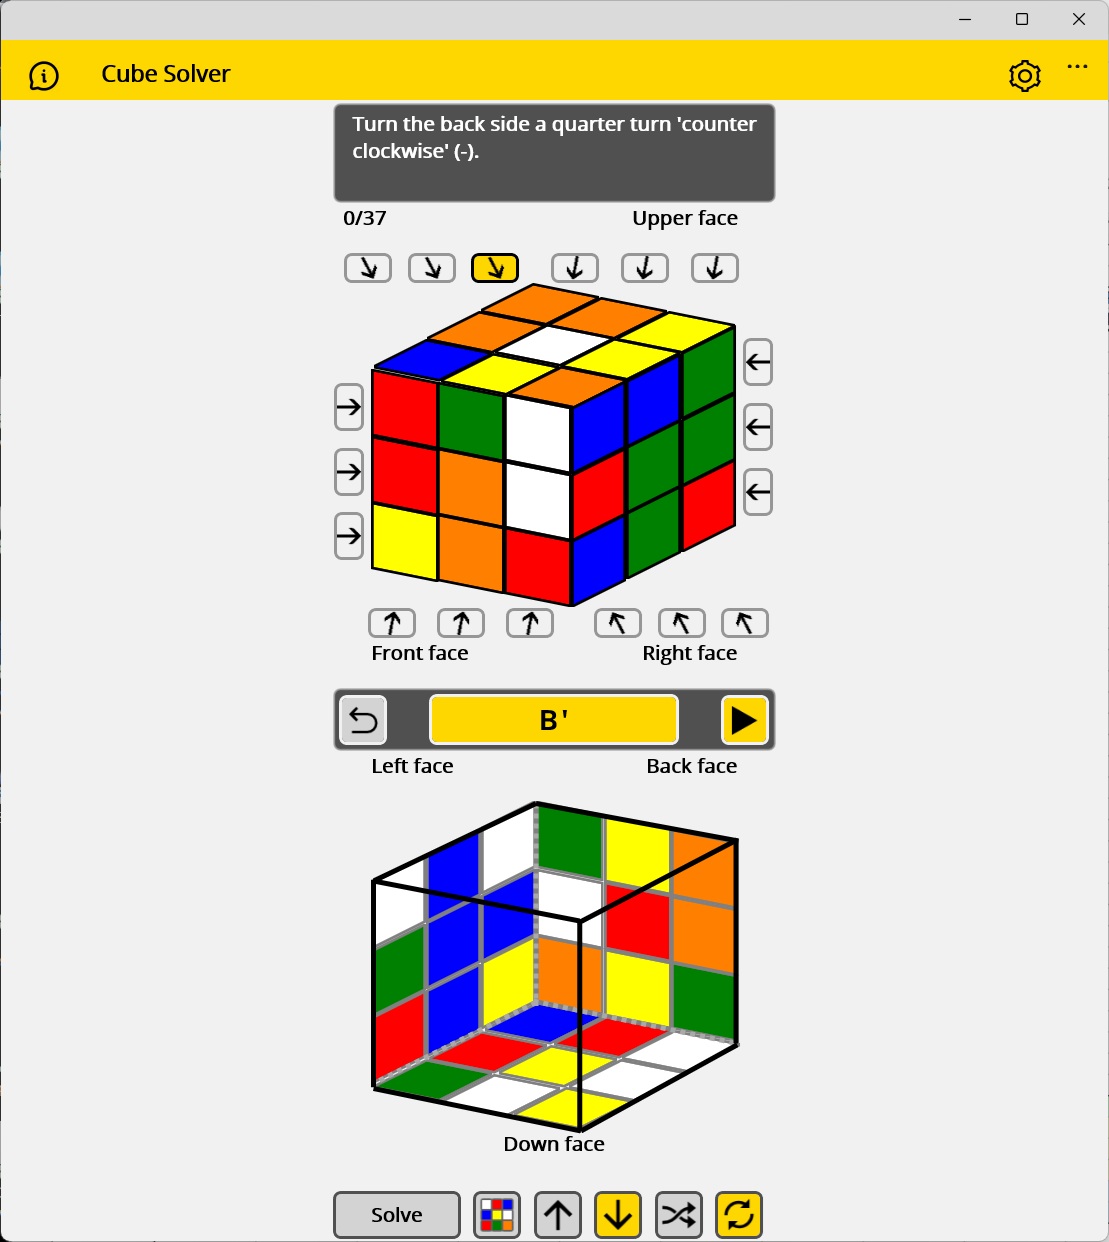 Cube Solver
Turn the back side a quarter turn 'counter
clockwise' (-).
0/37
Upper face
Front face
Right face
B'
Left face
Back face
Down face
Solve